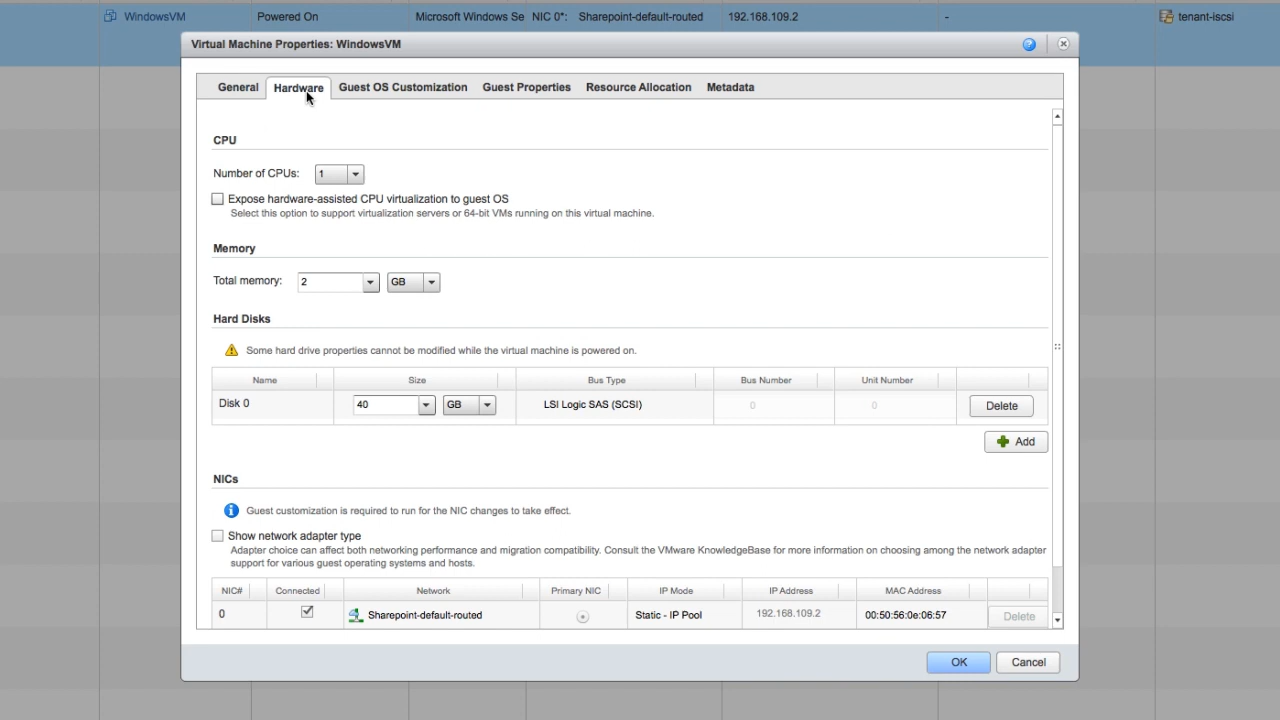 WindowsVM Powered On Microsoft Windows Se NIC 0*: Sharepoint-default-routed 192.168.109.2 - tenant-iscsi
Virtual Machine Properties: WindowsVM
General Hardware Guest OS Customization Guest Properties Resource Allocation Metadata
CPU
Number of CPUs: 1
Expose hardware-assisted CPU virtualization to guest OS
Select this option to support virtualization servers or 64-bit VMs running on this virtual machine.
Memory
Total memory: 2 GB
Hard Disks
Some hard drive properties cannot be modified while the virtual machine is powered on.
Name Size Bus Type Bus Number Unit Number
Disk 0 40 GB LSI Logic SAS (SCSI) 0 0 Delete
Add
NICs
Guest customization is required to run for the NIC changes to take effect.
Show network adapter type
Adapter choice can affect both networking performance and migration compatibility. Consult the VMware KnowledgeBase for more information on choosing among the network adapter
support for various guest operating systems and hosts.
NIC# Connected Network Primary NIC IP Mode IP Address MAC Address
0 Sharepoint-default-routed Static - IP Pool 192.168.109.2 00:50:56:0e:06:57 Delete
OK Cancel